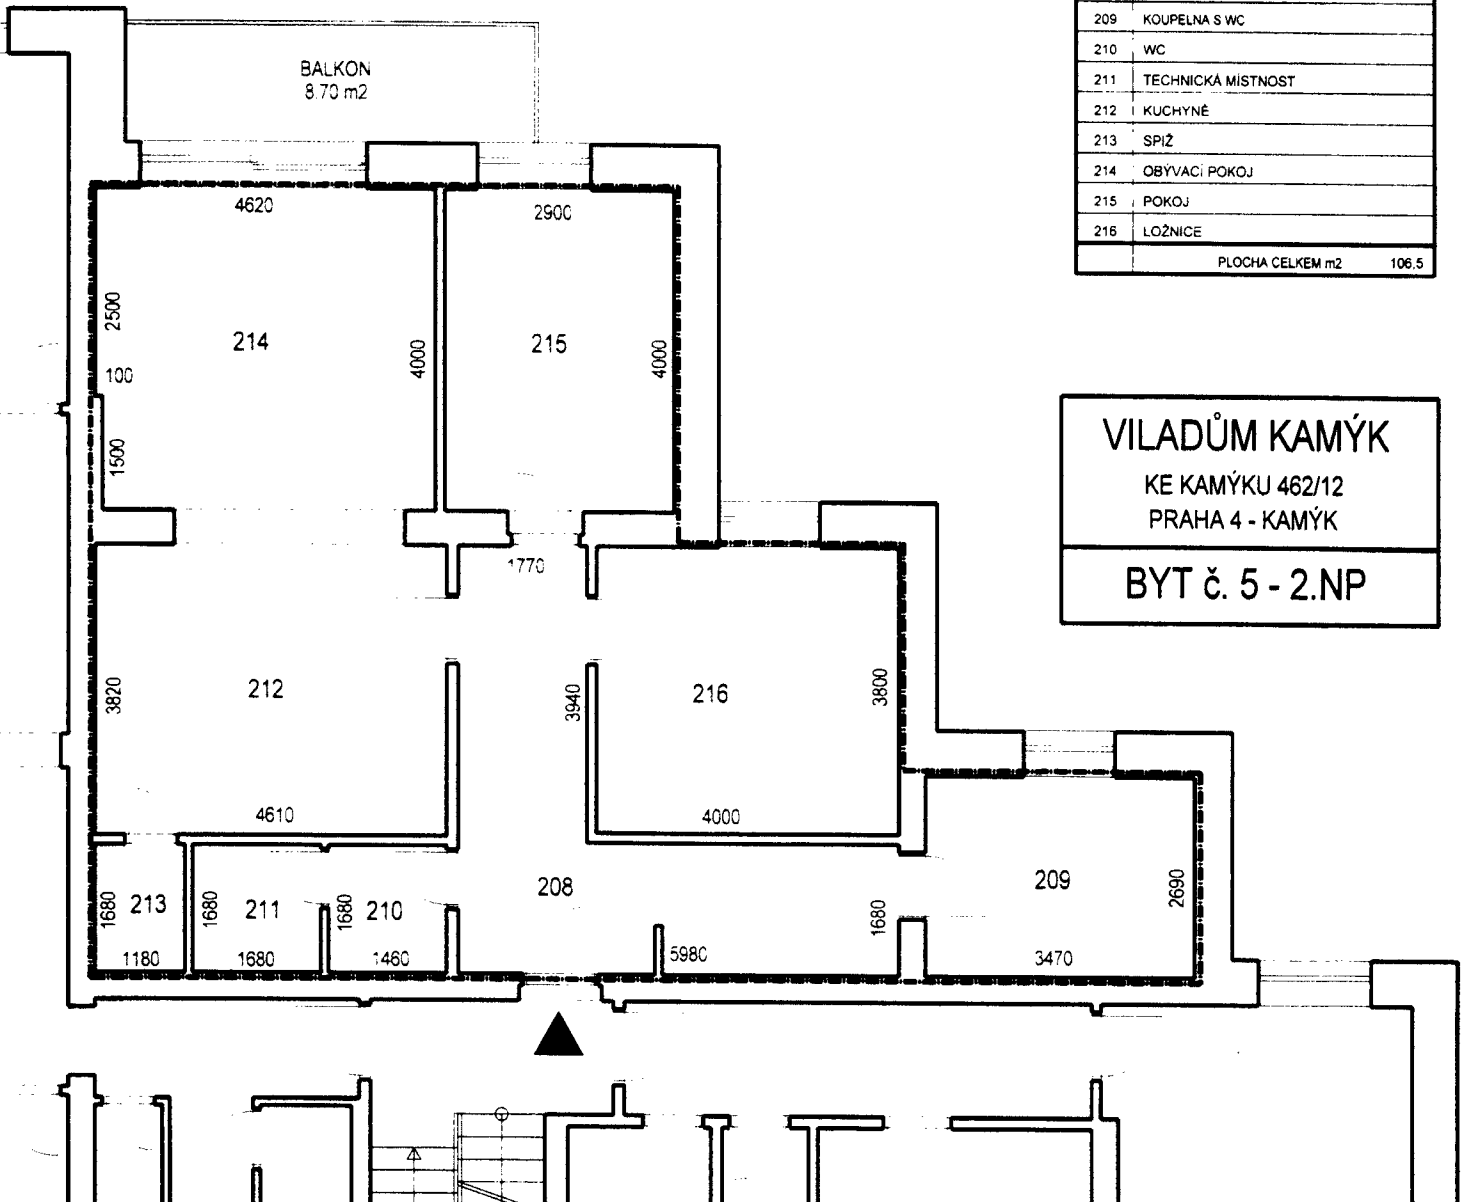 209 KOUPELNA S WC
210 WC
211 TECHNICKÁ MÍSTNOST
212 KUCHYNĚ
213 SPÍŽ
214 OBÝVACÍ POKOJ
215 POKOJ
216 LOŽNICE
PLOCHA CELKEM m2 106,5
BALKON
8.70 m2
4620
2900
2500
214
4000
215
4000
100
1500
VILADŮM KAMÝK
KE KAMÝKU 462/12
PRAHA 4 - KAMÝK
BYT č. 5 - 2.NP
1770
3820
212
3940
216
3800
4610
4000
1680
213
1680
211
1680
210
208
1680
209
2690
1180
1680
1460
5980
3470